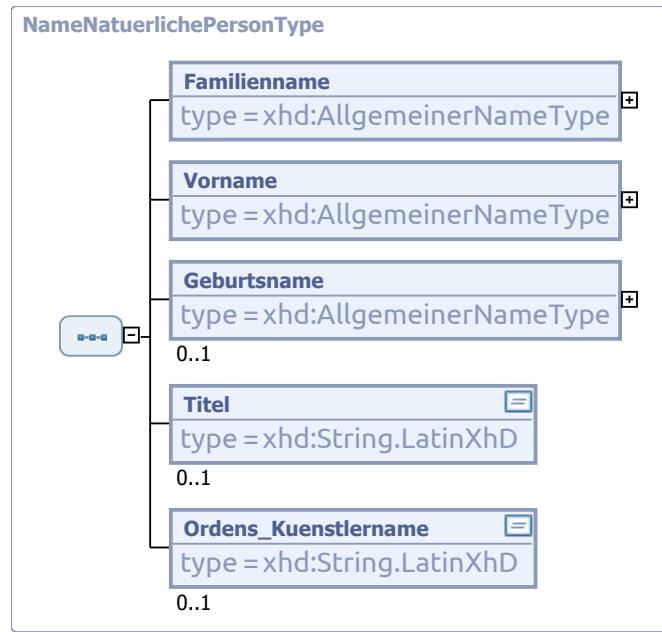 NameNatuerlichePersonType
Familienname
type = xhd:AllgemeinerNameType
Vorname
type = xhd:AllgemeinerNameType
Geburtsname
type = xhd:AllgemeinerNameType
0..1
Titel
type = xhd:String.LatinXhD
0..1
Ordens_Kuenstlername
type = xhd:String.LatinXhD
0..1